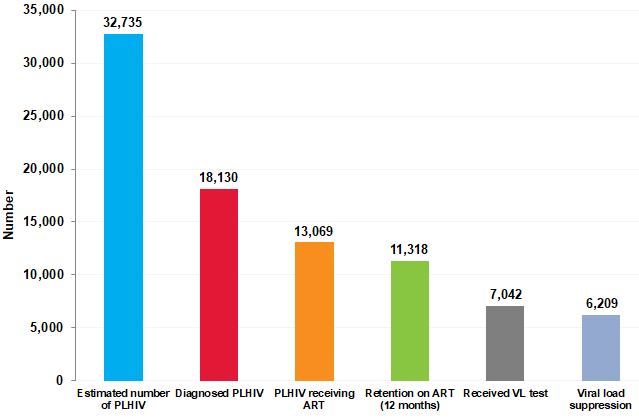 35,000
30,000
25,000
20,000
15,000
10,000
5,000
0
Number
32,735
18,130
13,069
11,318
7,042
6,209
Estimated number
of PLHIV
Diagnosed PLHIV
PLHIV receiving
ART
Retention on ART
(12 months)
Received VL test
Viral load
suppression